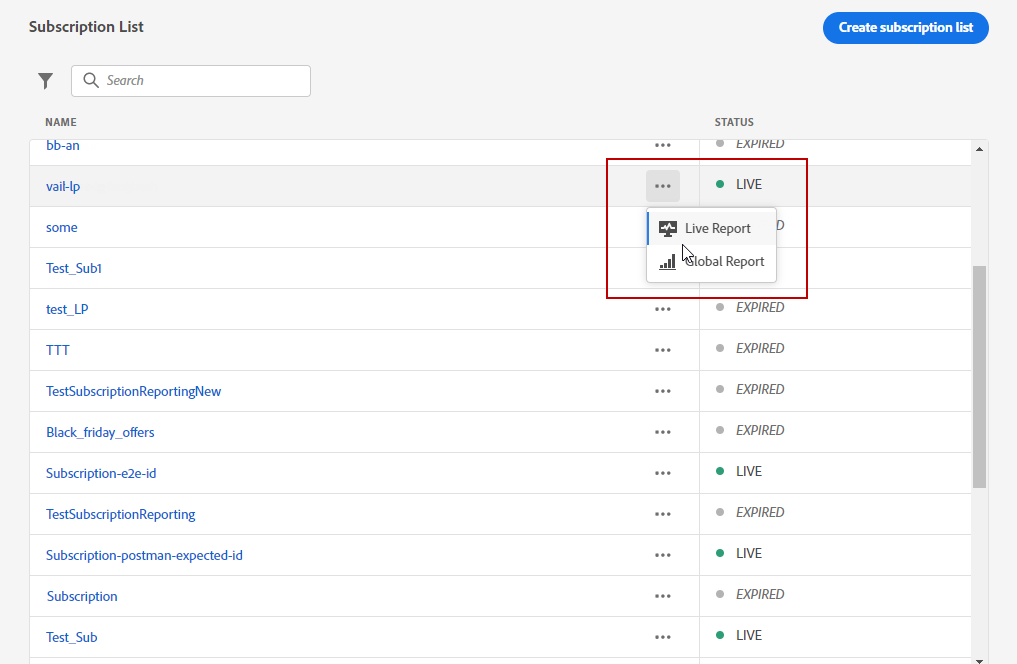 Subscription List
Create subscription list
Search
NAME STATUS
bb-an ••• EXPIRED
vail-lp ••• LIVE
some D
Live Report
Test_Sub1
Global Report
test_LP ••• EXPIRED
TTT ••• EXPIRED
TestSubscriptionReportingNew ••• EXPIRED
Black_friday_offers ••• EXPIRED
Subscription-e2e-id ••• LIVE
TestSubscriptionReporting ••• EXPIRED
Subscription-postman-expected-id ••• LIVE
Subscription ••• EXPIRED
Test_Sub ••• LIVE